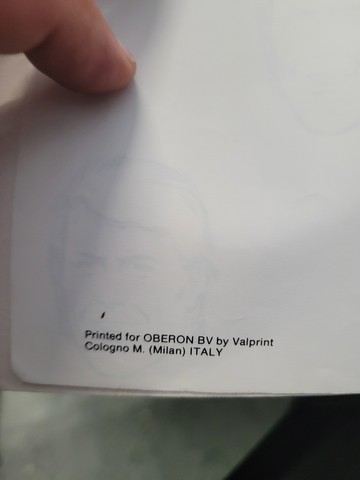 Printed for OBERON BV by Valprint
Cologno M. (Milan) ITALY